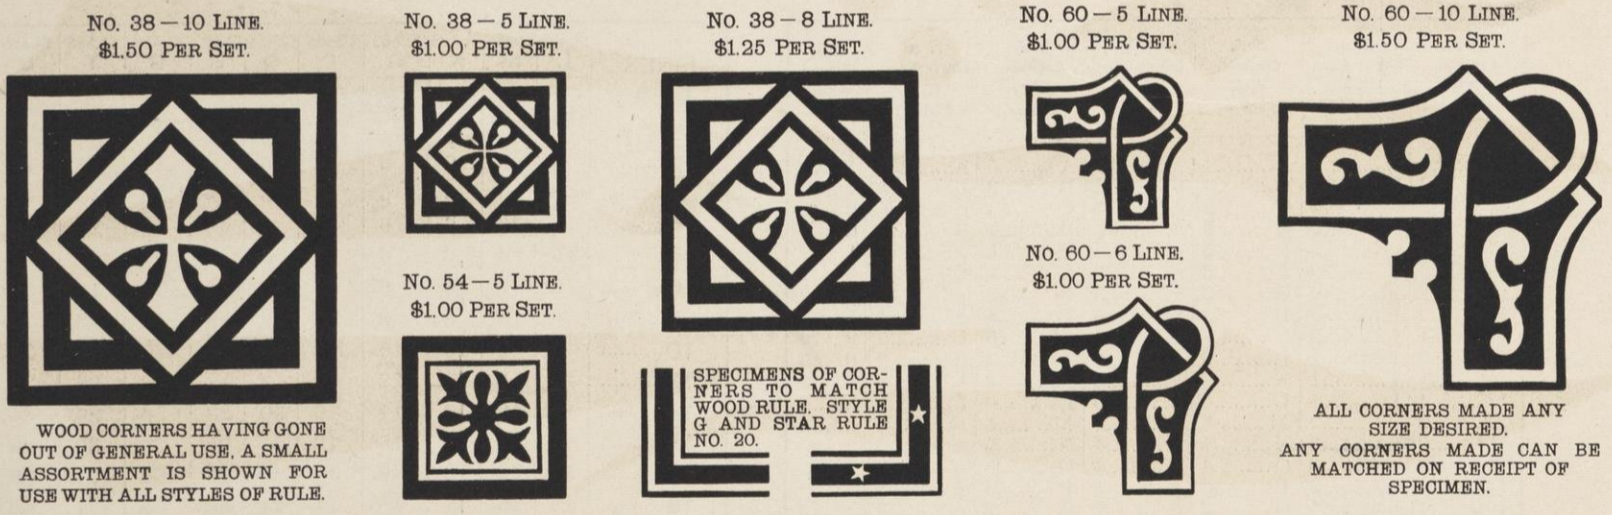 No. 38 — 10 Line.
$1.50 Per Set.
WOOD CORNERS HAVING GONE
OUT OF GENERAL USE, A SMALL
ASSORTMENT IS SHOWN FOR
USE WITH ALL STYLES OF RULE.
No. 38 — 5 Line.
$1.00 Per Set.
No. 54 — 5 Line.
$1.00 Per Set.
No. 38 — 8 Line.
$1.25 Per Set.
SPECIMENS OF COR-
NERS TO MATCH
WOOD RULE, STYLE
G AND STAR RULE
NO. 20.
No. 60 — 5 Line.
$1.00 Per Set.
No. 60 — 6 Line.
$1.00 Per Set.
No. 60 — 10 Line.
$1.50 Per Set.
ALL CORNERS MADE ANY
SIZE DESIRED.
ANY CORNERS MADE CAN BE
MATCHED ON RECEIPT OF
SPECIMEN.